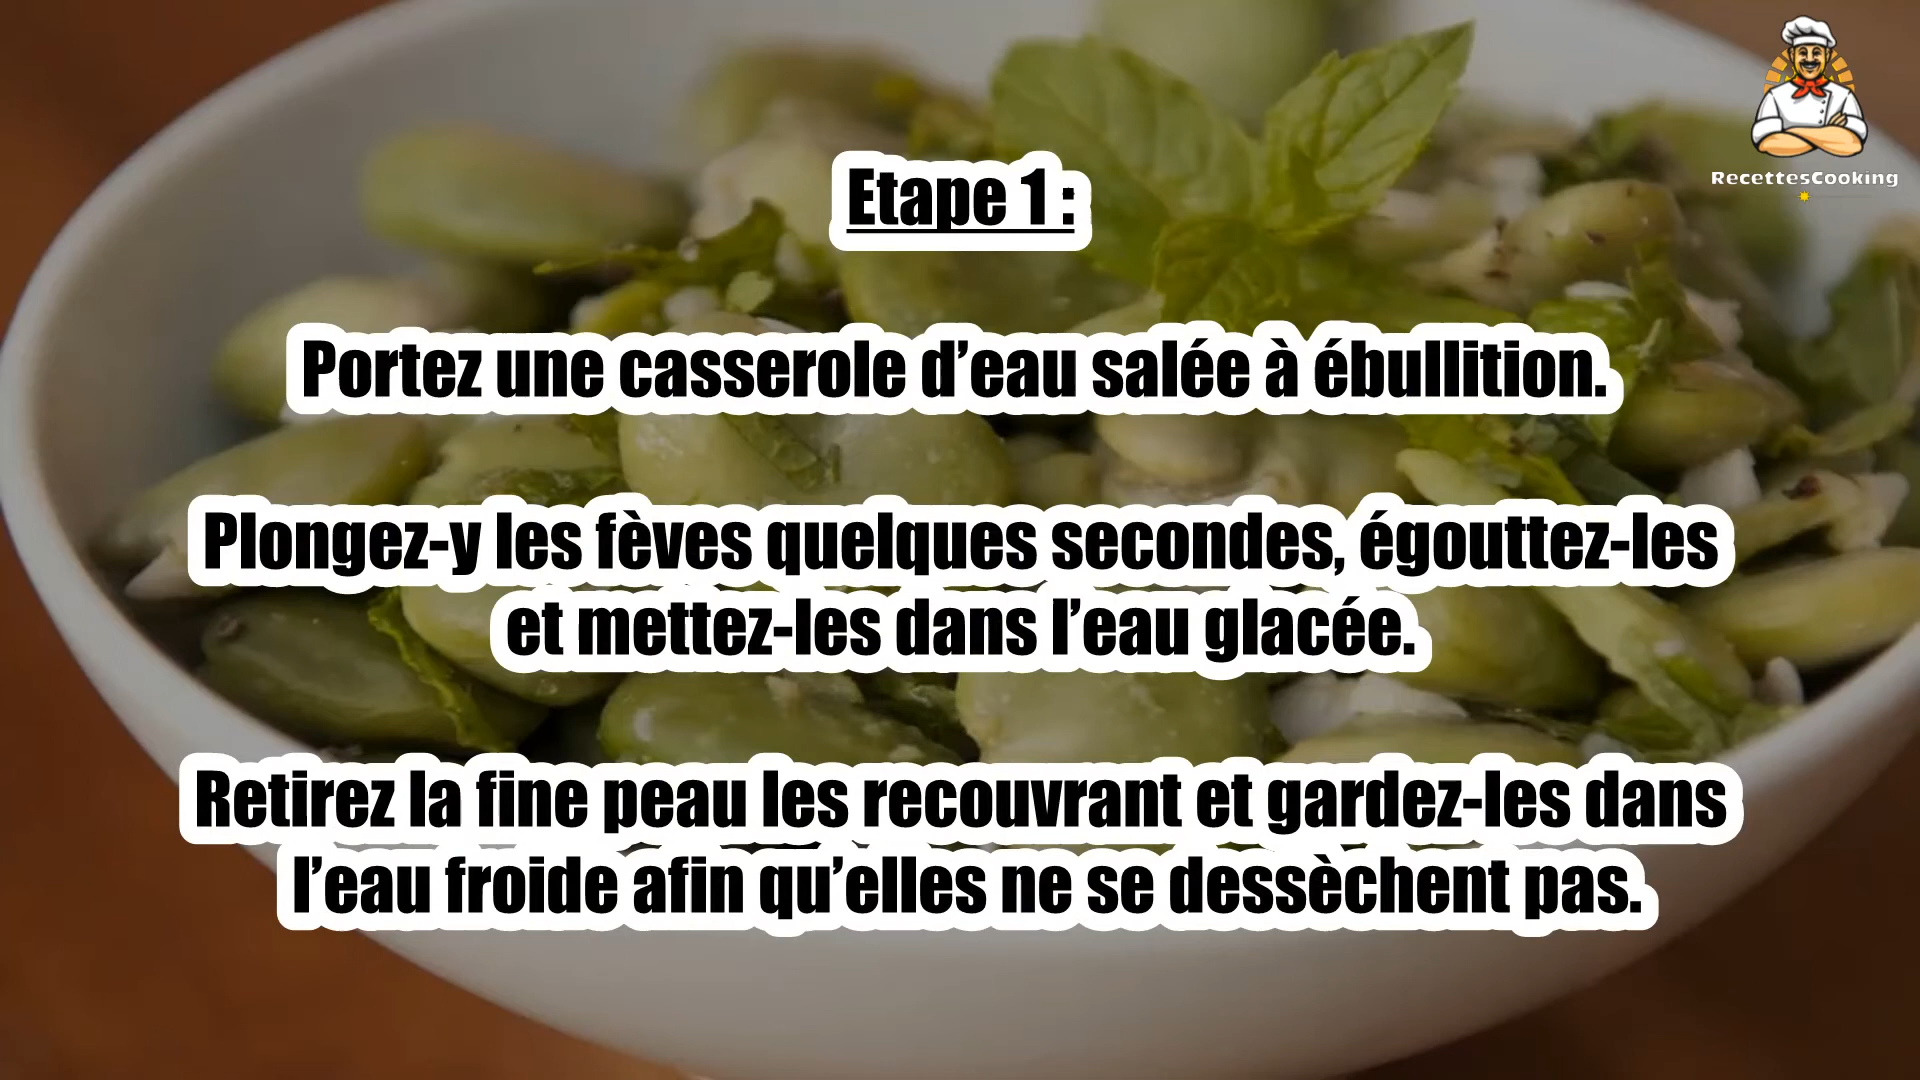 RecettesCooking
Etape 1 :
Portez une casserole d’eau salée à ébullition.
Plongez-y les fèves quelques secondes, égouttez-les
et mettez-les dans l’eau glacée.
Retirez la fine peau les recouvrant et gardez-les dans
l’eau froide afin qu’elles ne se dessèchent pas.